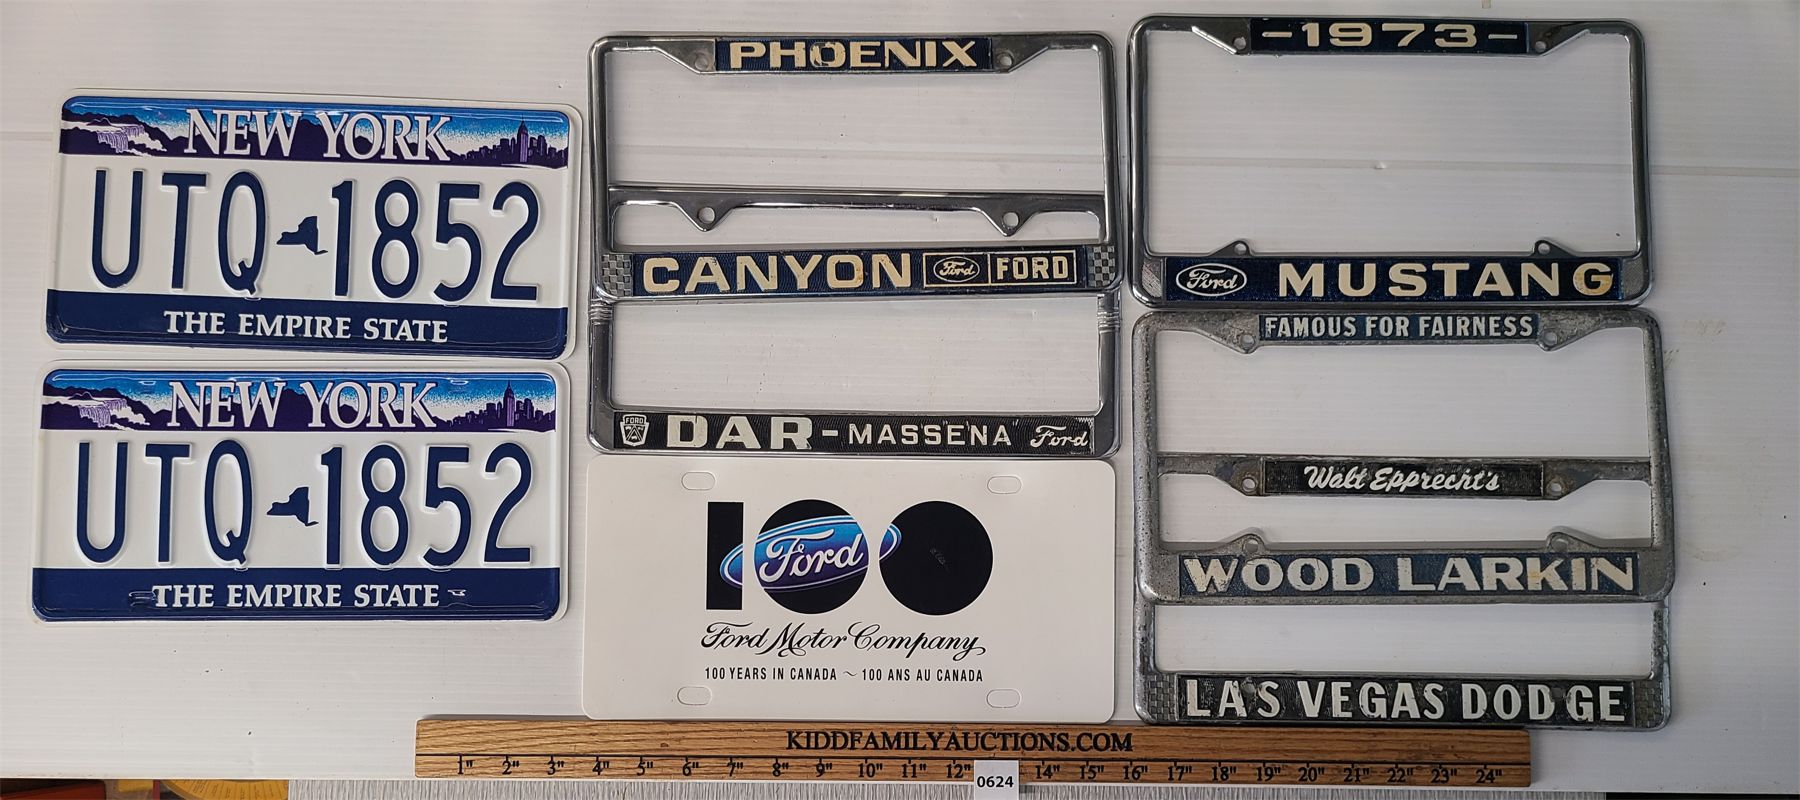 NEW YORK
UTQ 1852
THE EMPIRE STATE
NEW YORK
UTQ 1852
THE EMPIRE STATE
PHOENIX
CANYON Ford FORD
FORD DAR-MASSENA Ford
100
Ford
Ford Motor Company
100 YEARS IN CANADA ~ 100 ANS AU CANADA
-1973-
Ford MUSTANG
FAMOUS FOR FAIRNESS
Walt Epprecht's
WOOD LARKIN
LAS VEGAS DODGE
KIDDFAMILYAUCTIONS.COM
1" 2" 3" 4" 5" 6" 7" 8" 9" 10" 11" 12" 14" 15" 16" 17" 18" 19" 20" 21" 22" 23" 24"
0624